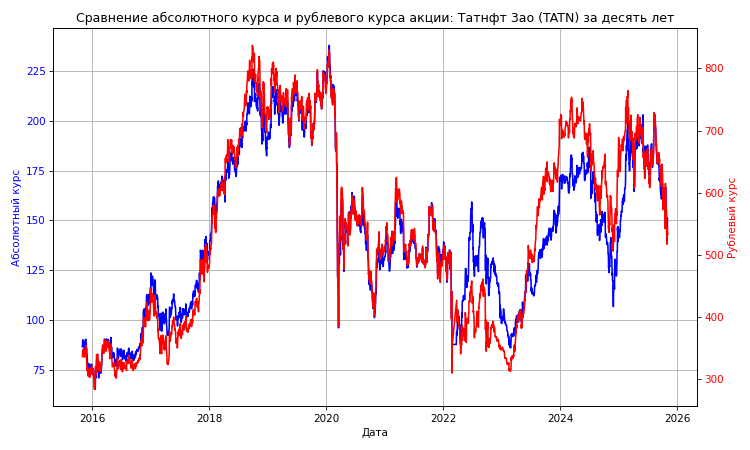 Сравнение абсолютного курса и рублевого курса акции: Татнфт 3ао (TATN) за десять лет
225
200
175
150
125
100
75
800
700
600
500
400
300
Абсолютный курс
Рублевый курс
2016 2018 2020 2022 2024 2026
Дата